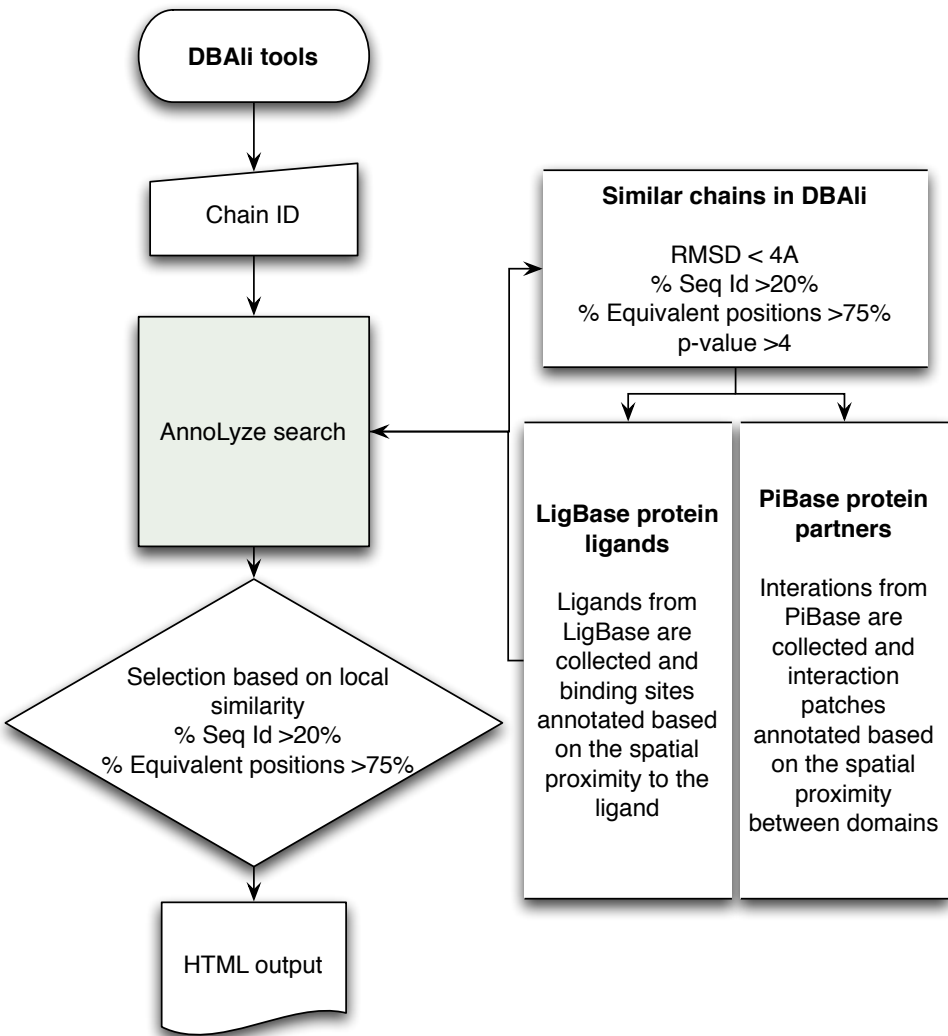 DBAli tools
Chain ID
AnnoLyze search
Selection based on local
similarity
% Seq Id >20%
% Equivalent positions >75%
HTML output
Similar chains in DBAli
RMSD < 4A
% Seq Id >20%
% Equivalent positions >75%
p-value >4
LigBase protein
ligands
Ligands from
LigBase are
collected and
binding sites
annotated based
on the spatial
proximity to the
ligand
PiBase protein
partners
Interations from
PiBase are
collected and
interaction
patches
annotated based
on the spatial
proximity
between domains